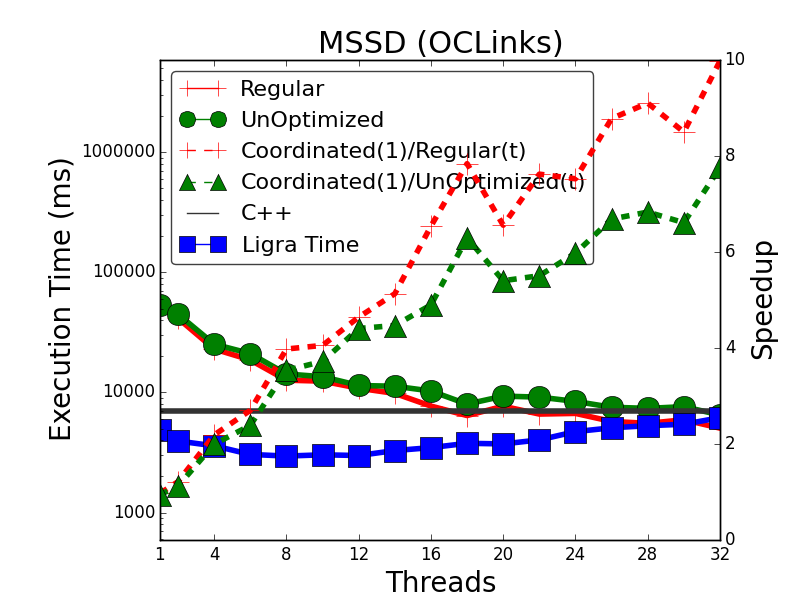 MSSD (OCLinks)
Regular
UnOptimized
Coordinated(1)/Regular(t)
Coordinated(1)/UnOptimized(t)
C++
Ligra Time
Execution Time (ms)
1000000
100000
10000
1000
10
8
6
4
2
0
Speedup
1 4 8 12 16 20 24 28 32
Threads